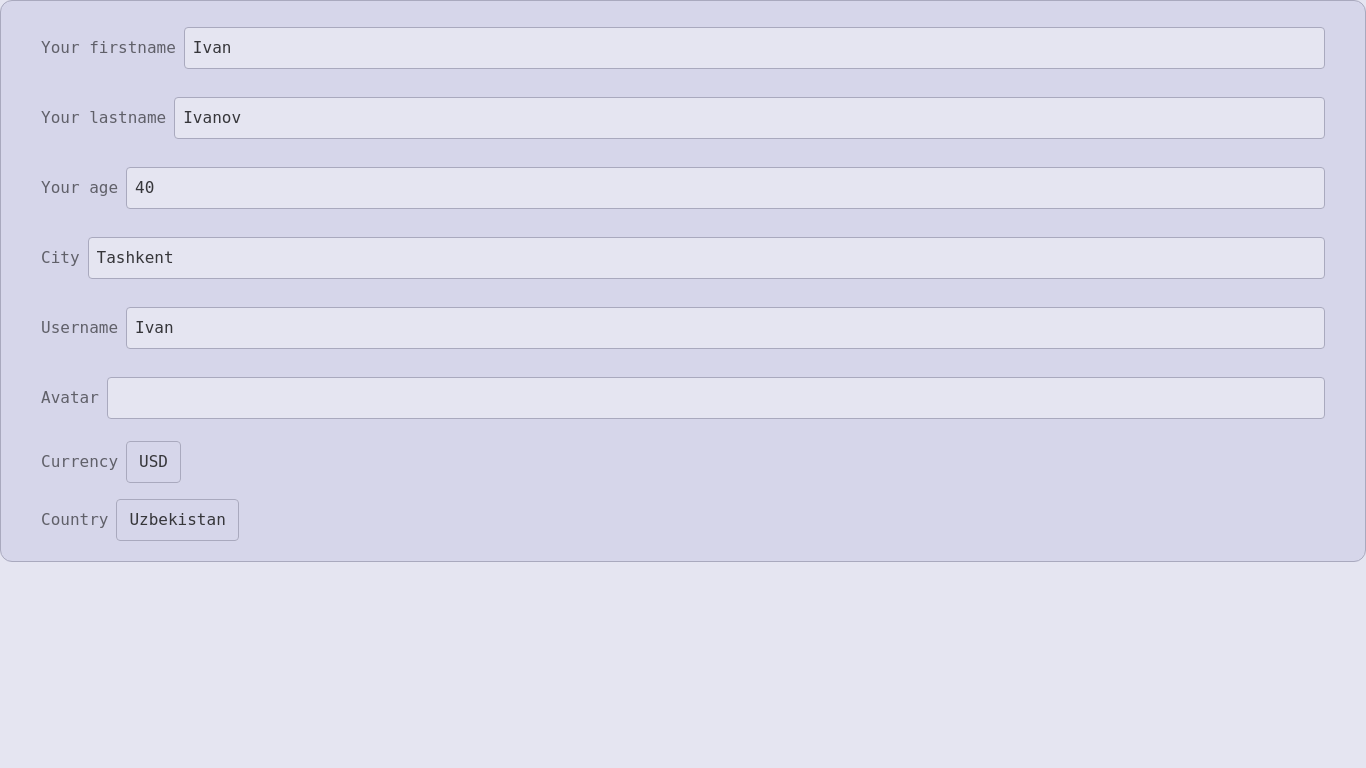 Your firstname Ivan
Your lastname Ivanov
Your age 40
City Tashkent
Username Ivan
Avatar
Currency USD
Country Uzbekistan